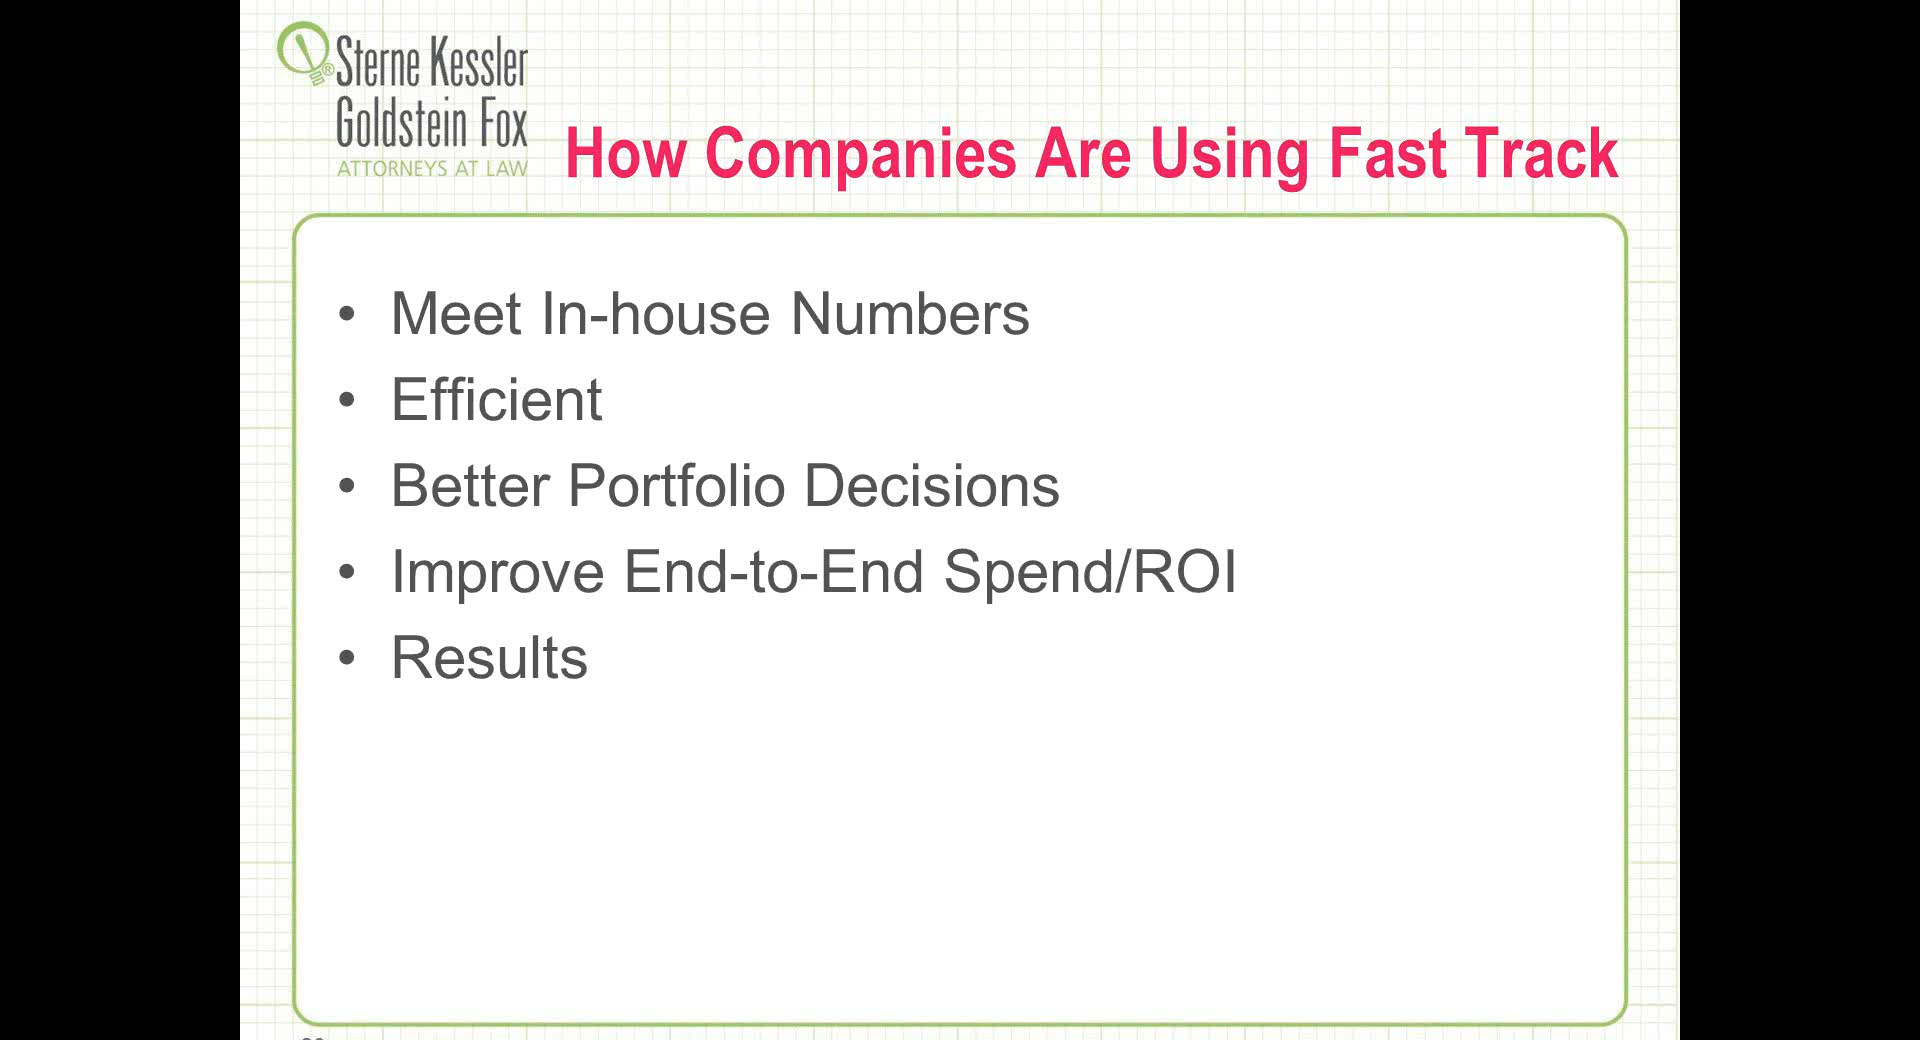 Sterne Kessler
Goldstein Fox
ATTORNEYS AT LAW
How Companies Are Using Fast Track
• Meet In-house Numbers
• Efficient
• Better Portfolio Decisions
• Improve End-to-End Spend/ROI
• Results